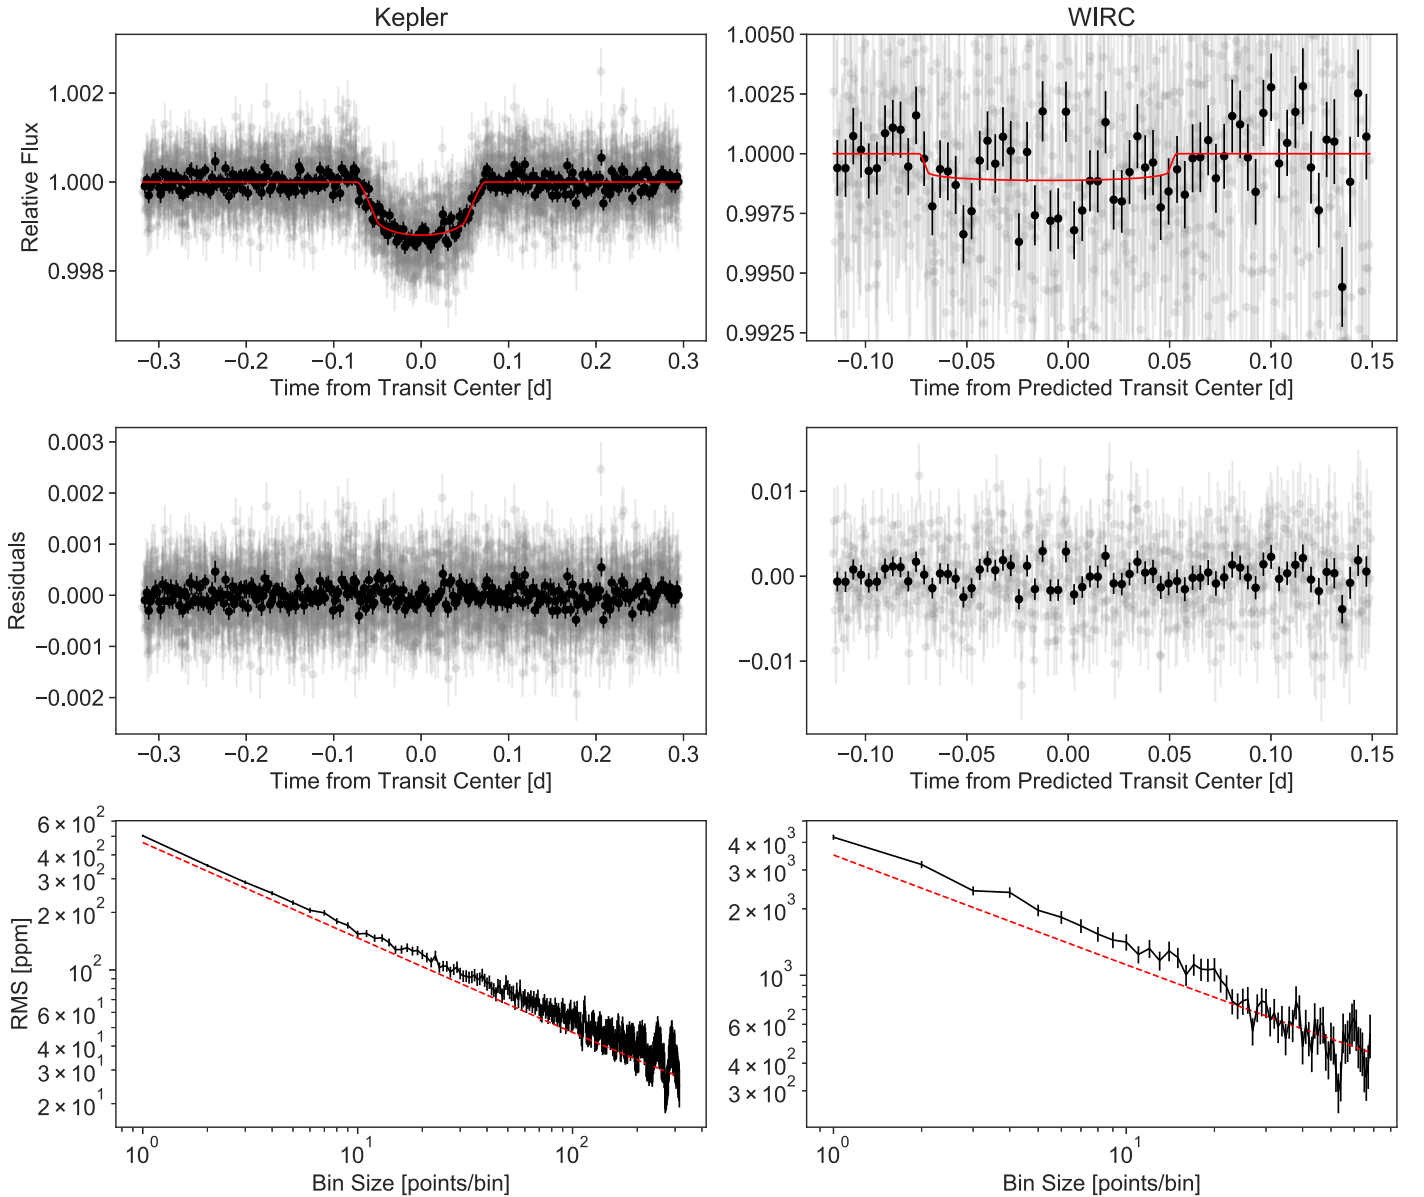 Kepler
WIRC
Relative Flux
1.002
1.000
0.998
−0.3 −0.2 −0.1 0.0 0.1 0.2 0.3
Time from Transit Center [d]
1.0050
1.0025
1.0000
0.9975
0.9950
0.9925
−0.10 −0.05 0.00 0.05 0.10 0.15
Time from Predicted Transit Center [d]
Residuals
0.003
0.002
0.001
0.000
−0.001
−0.002
−0.3 −0.2 −0.1 0.0 0.1 0.2 0.3
Time from Transit Center [d]
0.01
0.00
−0.01
−0.10 −0.05 0.00 0.05 0.10 0.15
Time from Predicted Transit Center [d]
RMS [ppm]
6 × 10²
4 × 10²
3 × 10²
2 × 10²
10²
6 × 10¹
4 × 10¹
3 × 10¹
2 × 10¹
10⁰ 10¹ 10²
Bin Size [points/bin]
4 × 10³
3 × 10³
2 × 10³
10³
6 × 10²
4 × 10²
3 × 10²
10⁰ 10¹
Bin Size [points/bin]